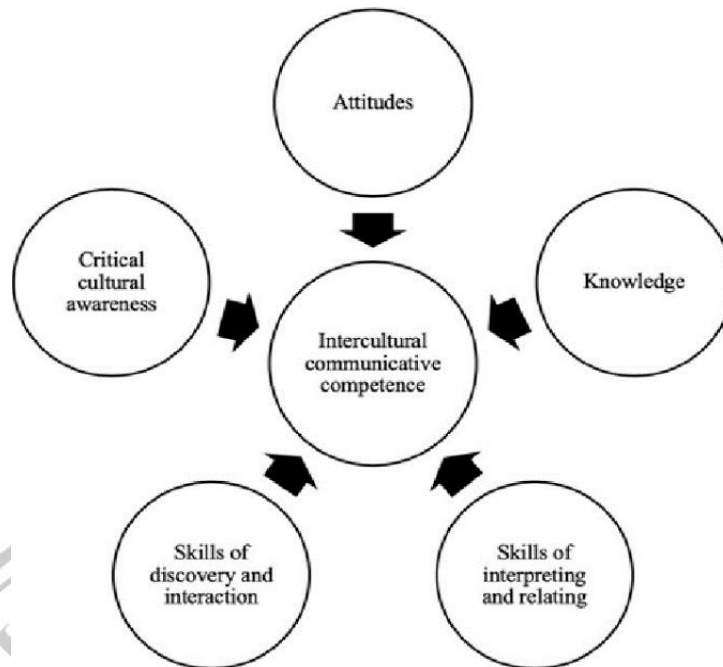 Attitudes
Critical
cultural
awareness
Knowledge
Intercultural
communicative
competence
Skills of
discovery and
interaction
Skills of
interpreting
and relating